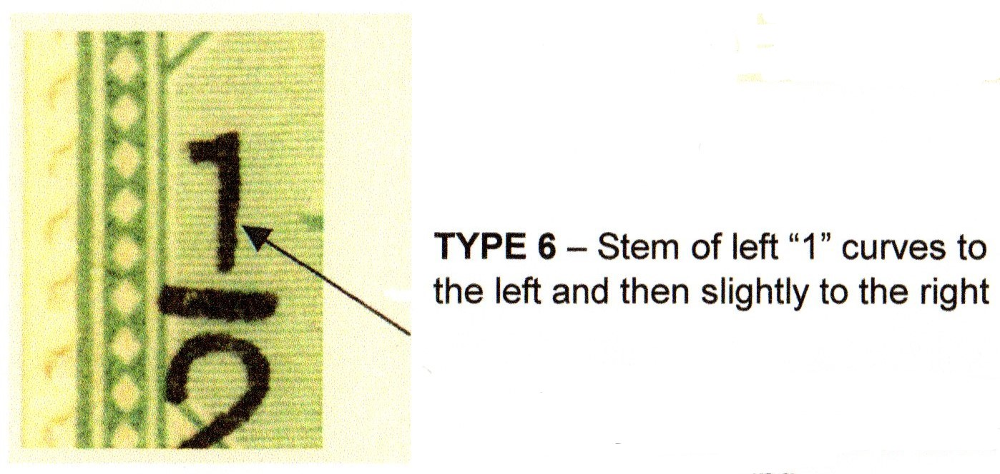 1
2
TYPE 6 – Stem of left “1” curves to
the left and then slightly to the right